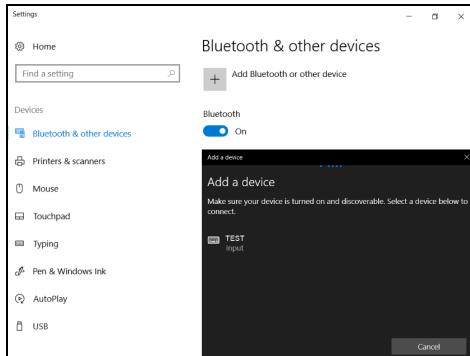 Settings
Home
Find a setting
Devices
Bluetooth & other devices
Printers & scanners
Mouse
Touchpad
Typing
Pen & Windows Ink
AutoPlay
USB
Bluetooth & other devices
Add Bluetooth or other device
Bluetooth
On
Add a device
Add a device
Make sure your device is turned on and discoverable. Select a device below to
connect.
TEST
Input
Cancel